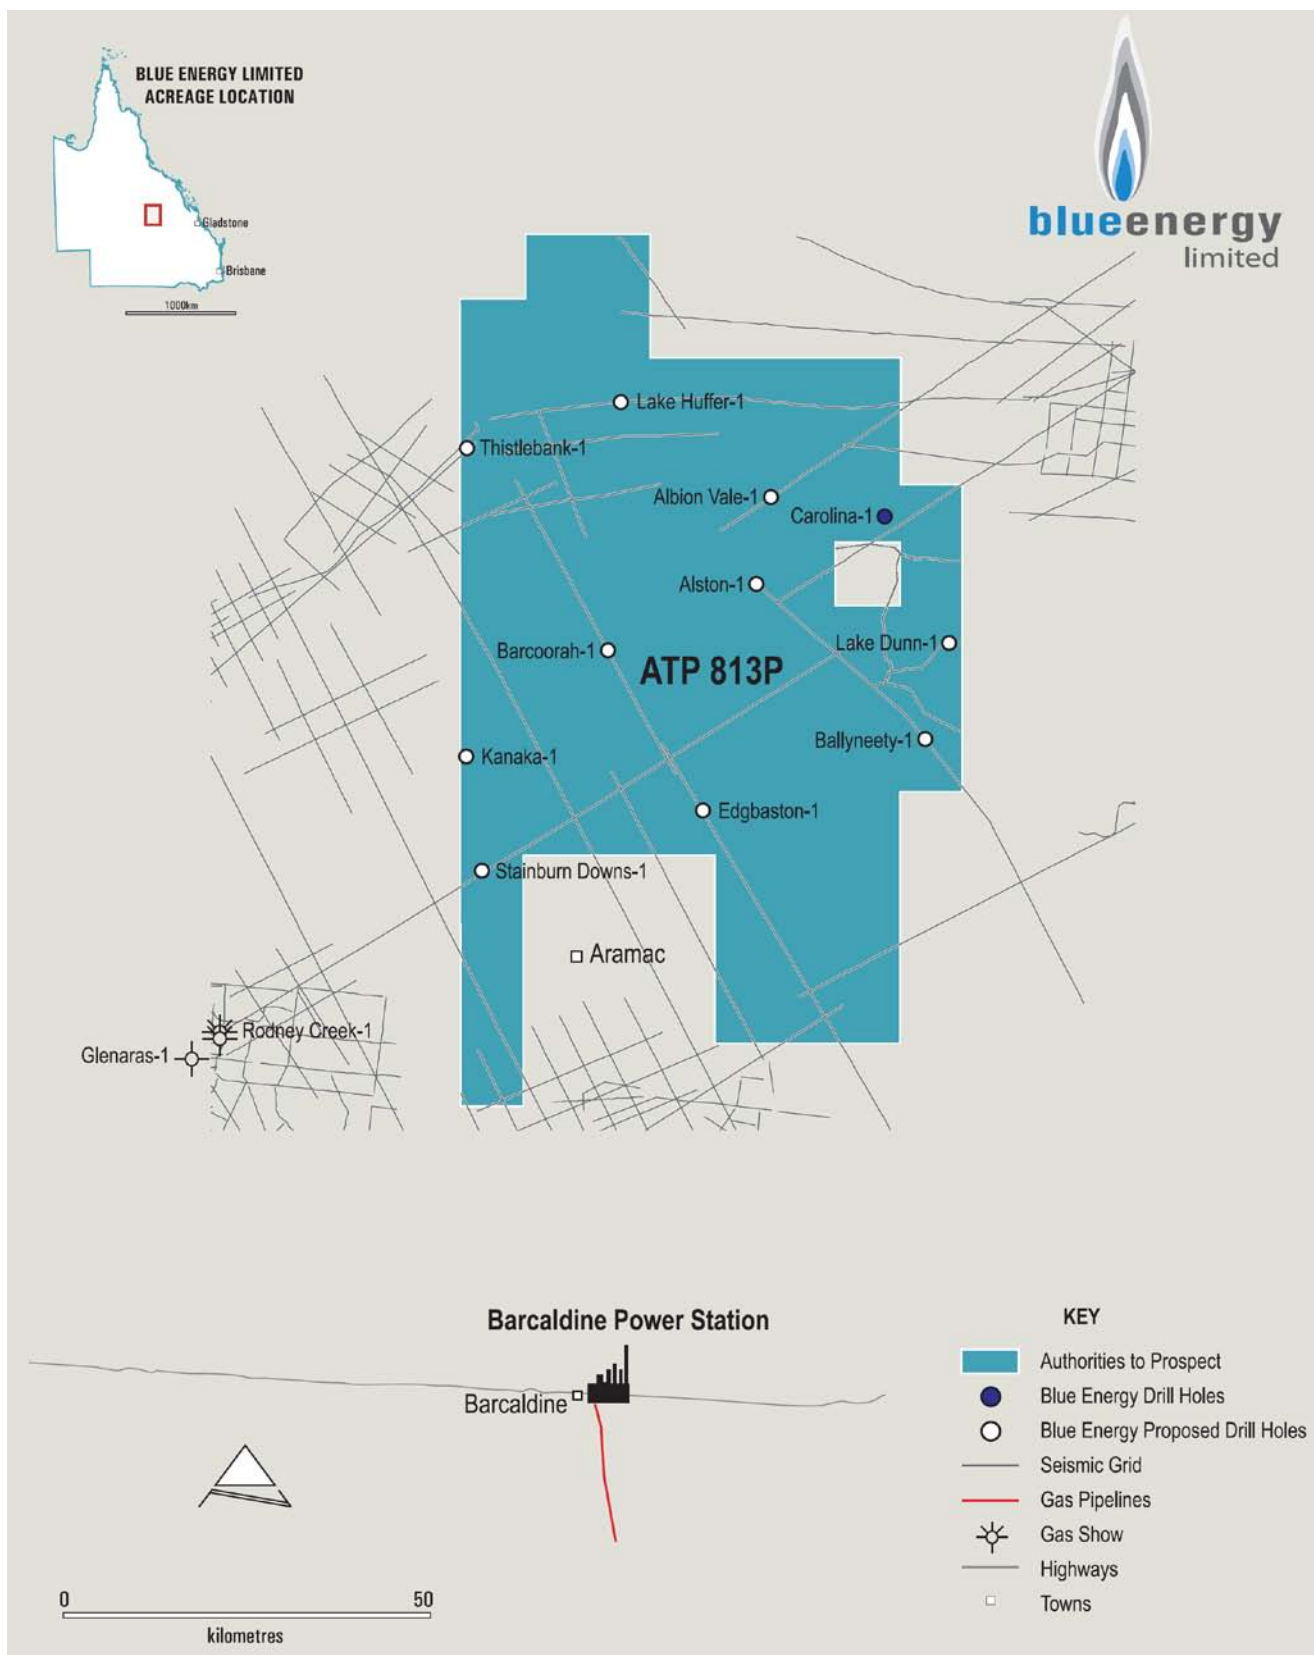 BLUE ENERGY LIMITED
ACREAGE LOCATION
Gladstone
Brisbane
1000km
blueenergy
limited
Lake Huffer-1
Thistlebank-1
Albion Vale-1
Carolina-1
Alston-1
Lake Dunn-1
Barcoorah-1
ATP 813P
Ballyneety-1
Kanaka-1
Edgbaston-1
Stainburn Downs-1
Aramac
Rodney Creek-1
Glenaras-1
Barcaldine Power Station
Barcaldine
KEY
Authorities to Prospect
Blue Energy Drill Holes
Blue Energy Proposed Drill Holes
Seismic Grid
Gas Pipelines
Gas Show
Highways
Towns
0 50
kilometres